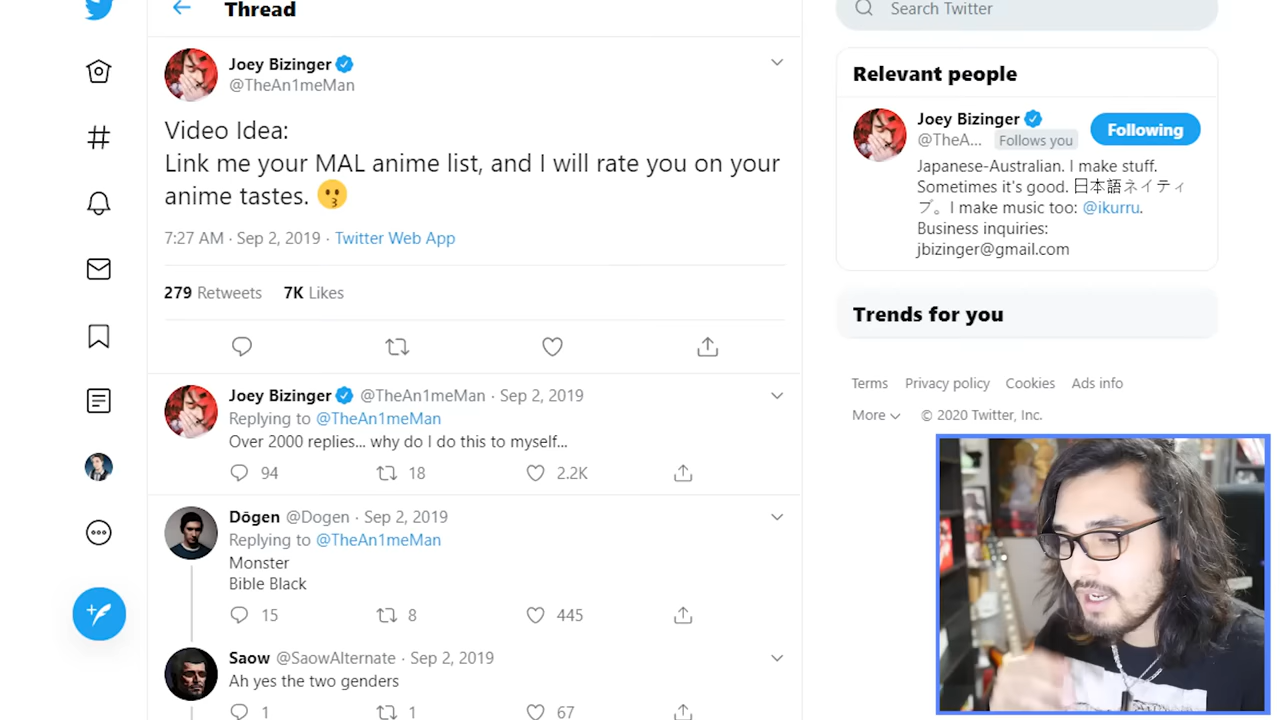 Thread
Joey Bizinger
@TheAn1meMan
Video Idea:
Link me your MAL anime list, and I will rate you on your
anime tastes.
7:27 AM · Sep 2, 2019 · Twitter Web App
279 Retweets 7K Likes
Joey Bizinger @TheAn1meMan · Sep 2, 2019
Replying to @TheAn1meMan
Over 2000 replies... why do I do this to myself...
94 18 2.2K
Dōgen @Dogen · Sep 2, 2019
Replying to @TheAn1meMan
Monster
Bible Black
15 8 445
Saow @SaowAlternate · Sep 2, 2019
Ah yes the two genders
1 1 67
Search Twitter
Relevant people
Joey Bizinger
@TheA... Follows you
Following
Japanese-Australian. I make stuff.
Sometimes it's good. 日本語ネイティ
ブ。I make music too: @ikurru.
Business inquiries:
jbizinger@gmail.com
Trends for you
Terms Privacy policy Cookies Ads info
More © 2020 Twitter, Inc.